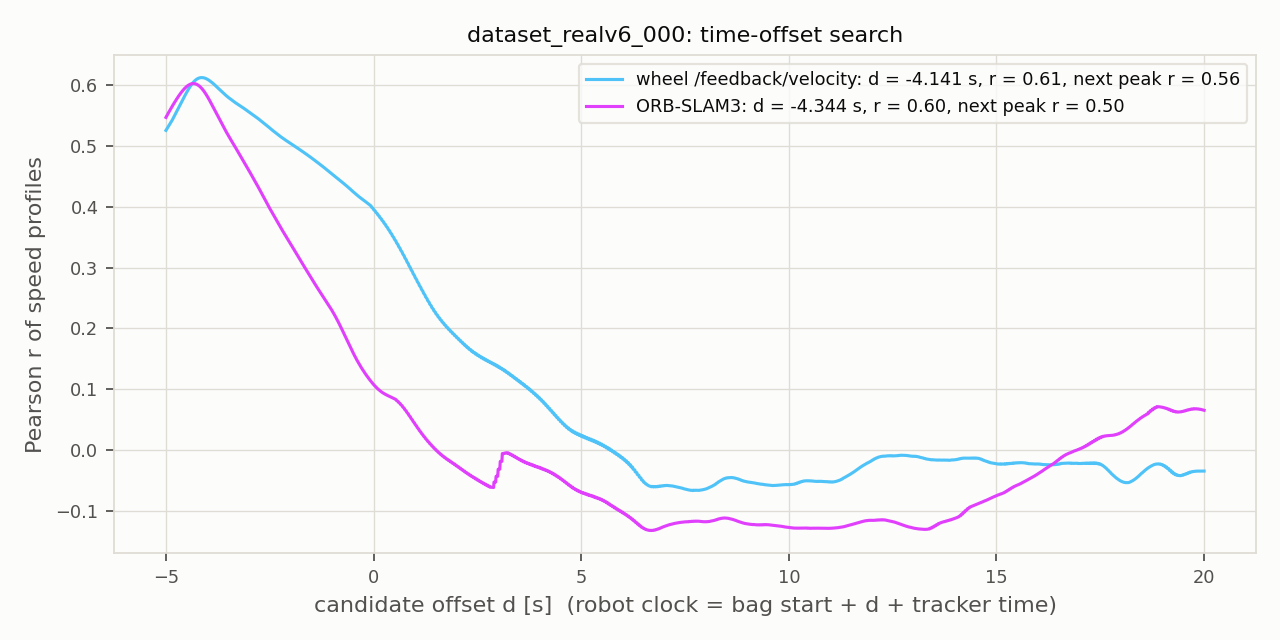 dataset_realv6_000: time-offset search
wheel /feedback/velocity: d = -4.141 s, r = 0.61, next peak r = 0.56
ORB-SLAM3: d = -4.344 s, r = 0.60, next peak r = 0.50
Pearson r of speed profiles
0.6
0.5
0.4
0.3
0.2
0.1
0.0
−0.1
−5
0
5
10
15
20
candidate offset d [s]  (robot clock = bag start + d + tracker time)